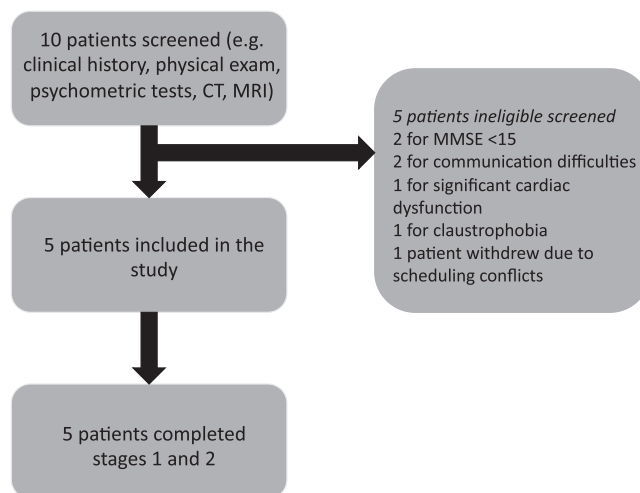 10 patients screened (e.g.
clinical history, physical exam,
psychometric tests, CT, MRI)
5 patients ineligible screened
2 for MMSE <15
2 for communication difficulties
1 for significant cardiac
dysfunction
1 for claustrophobia
1 patient withdrew due to
scheduling conflicts
5 patients included in the
study
5 patients completed
stages 1 and 2